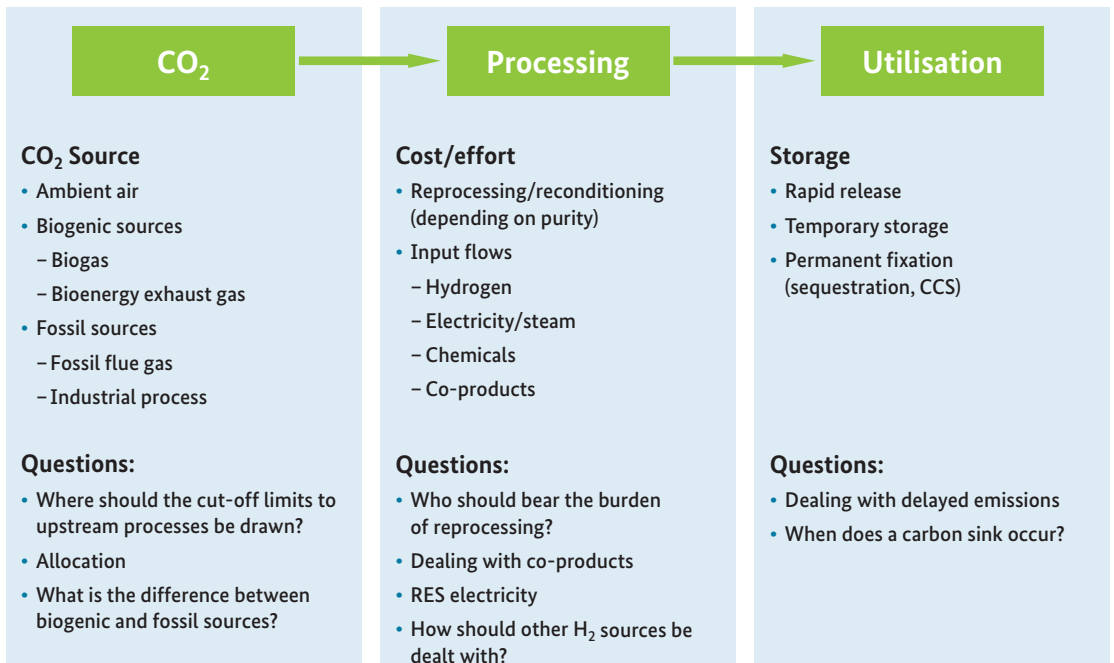 CO₂
Processing
Utilisation
CO₂ Source
• Ambient air
• Biogenic sources
– Biogas
– Bioenergy exhaust gas
• Fossil sources
– Fossil flue gas
– Industrial process
Questions:
• Where should the cut-off limits to
upstream processes be drawn?
• Allocation
• What is the difference between
biogenic and fossil sources?
Cost/effort
• Reprocessing/reconditioning
(depending on purity)
• Input flows
– Hydrogen
– Electricity/steam
– Chemicals
– Co-products
Questions:
• Who should bear the burden
of reprocessing?
• Dealing with co-products
• RES electricity
• How should other H₂ sources be
dealt with?
Storage
• Rapid release
• Temporary storage
• Permanent fixation
(sequestration, CCS)
Questions:
• Dealing with delayed emissions
• When does a carbon sink occur?